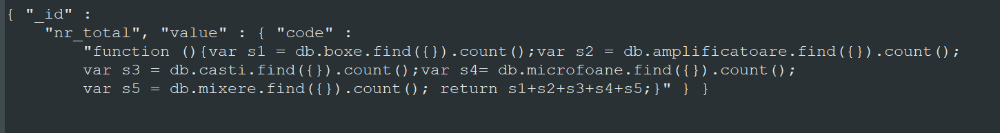 { "_id" :
"nr_total", "value" : { "code" :
"function (){var s1 = db.boxe.find({}).count();var s2 = db.amplificatoare.find({}).count();
var s3 = db.casti.find({}).count();var s4= db.microfoane.find({}).count();
var s5 = db.mixere.find({}).count(); return s1+s2+s3+s4+s5;}" } }